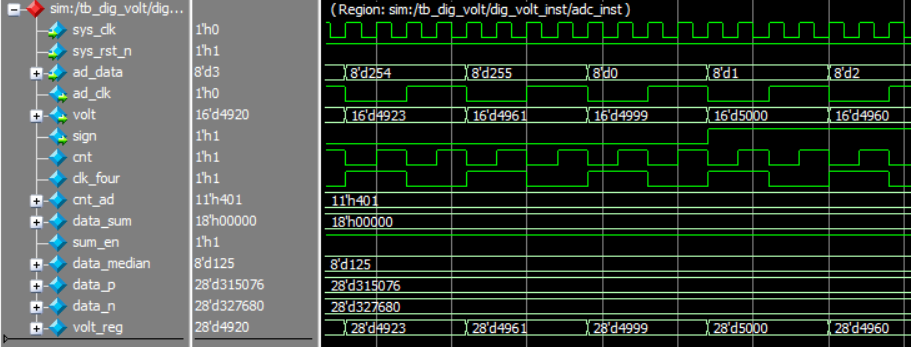 sim:/tb_dig_volt/dig... (Region: sim:/tb_dig_volt/dig_volt_inst/adc_inst )
sys_clk 1'h0
sys_rst_n 1'h1
ad_data 8'd3 8'd254 8'd255 8'd0 8'd1 8'd2
ad_clk 1'h0
volt 16'd4920 16'd4923 16'd4961 16'd4999 16'd5000 16'd4960
sign 1'h1
cnt 1'h1
clk_four 1'h1
cnt_ad 11'h401 11'h401
data_sum 18'h00000 18'h00000
sum_en 1'h1
data_median 8'd125 8'd125
data_p 28'd315076 28'd315076
data_n 28'd327680 28'd327680
volt_reg 28'd4920 28'd4923 28'd4961 28'd4999 28'd5000 28'd4960